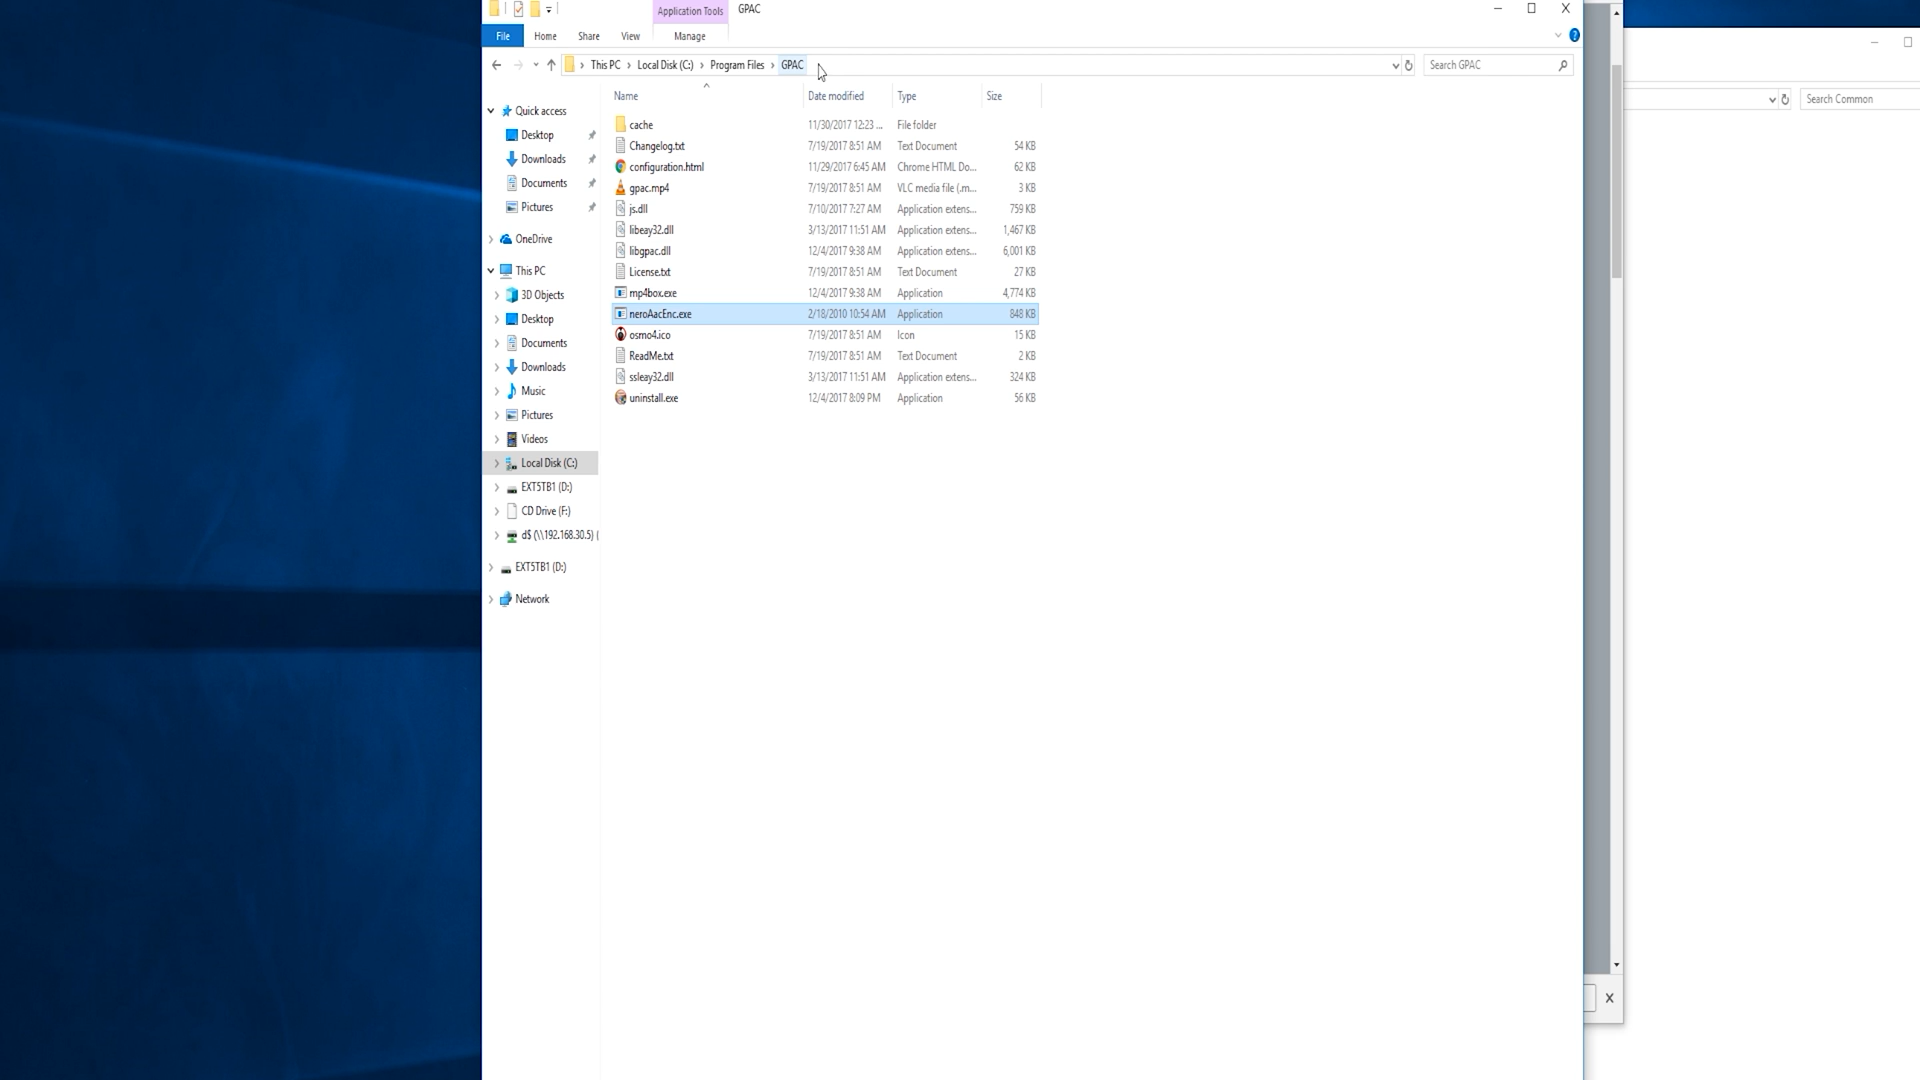 Application Tools GPAC
File Home Share View Manage
This PC Local Disk (C:) Program Files GPAC Search GPAC
Search Common
Name Date modified Type Size
Quick access
Desktop
Downloads
Documents
Pictures
OneDrive
This PC
3D Objects
Desktop
Documents
Downloads
Music
Pictures
Videos
Local Disk (C:)
EXT5TB1 (D:)
CD Drive (F:)
d$ (\\192.168.30.5) (
EXT5TB1 (D:)
Network
cache 11/30/2017 12:23 ... File folder
Changelog.txt 7/19/2017 8:51 AM Text Document 54 KB
configuration.html 11/29/2017 6:45 AM Chrome HTML Do... 62 KB
gpac.mp4 7/19/2017 8:51 AM VLC media file (.m... 3 KB
js.dll 7/10/2017 7:27 AM Application extens... 759 KB
libeay32.dll 3/13/2017 11:51 AM Application extens... 1,467 KB
libgpac.dll 12/4/2017 9:38 AM Application extens... 6,001 KB
License.txt 7/19/2017 8:51 AM Text Document 27 KB
mp4box.exe 12/4/2017 9:38 AM Application 4,774 KB
neroAacEnc.exe 2/18/2010 10:54 AM Application 848 KB
osmo4.ico 7/19/2017 8:51 AM Icon 15 KB
ReadMe.txt 7/19/2017 8:51 AM Text Document 2 KB
ssleay32.dll 3/13/2017 11:51 AM Application extens... 324 KB
uninstall.exe 12/4/2017 8:09 PM Application 56 KB